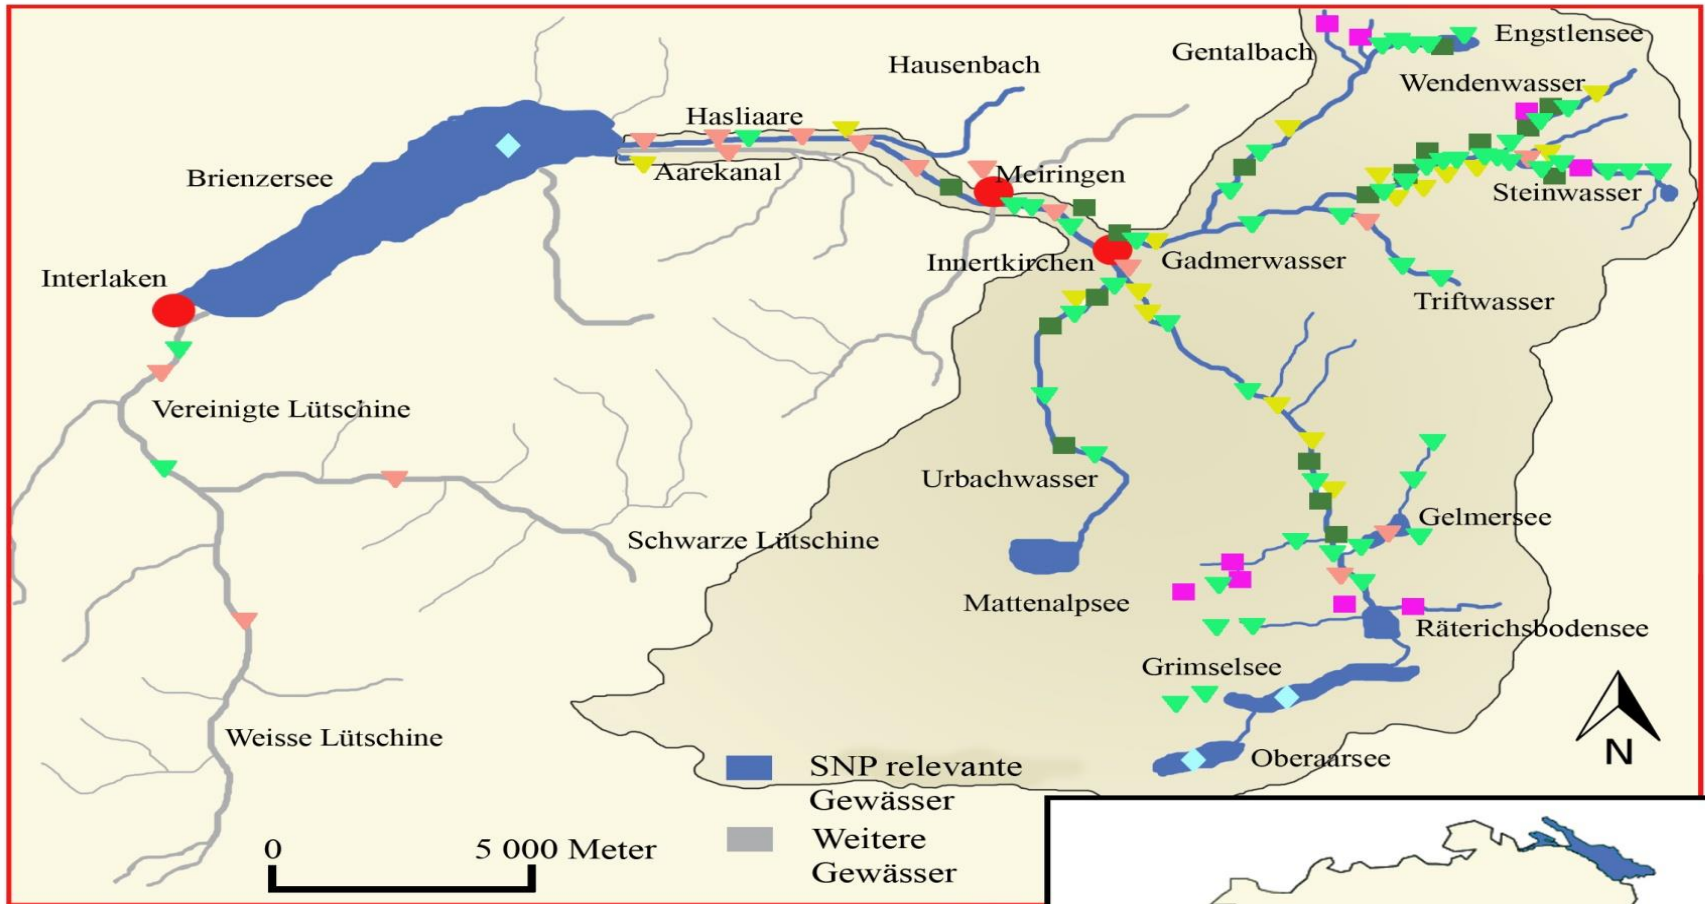 Engstlensee
Gentalbach
Hausenbach
Wendenwasser
Hasliaare
Aarekanal
Meiringen
Brienzersee
Steinwasser
Innertkirchen
Gadmerwasser
Interlaken
Triftwasser
Vereinigte Lütschine
Urbachwasser
Gelmersee
Schwarze Lütschine
Mattenalpsee
Räterichsbodensee
Grimselsee
Weisse Lütschine
Oberaarsee
N
SNP relevante
Gewässer
Weitere
Gewässer
0 5 000 Meter